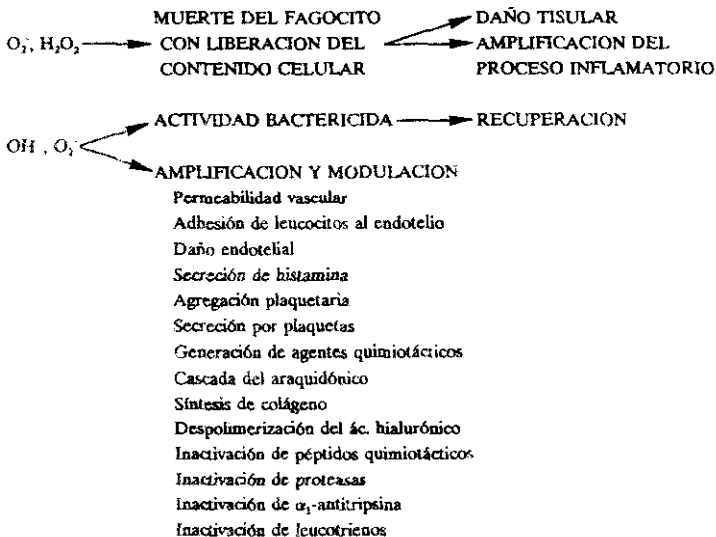 MUERTE DEL FAGOCITO DAÑO TISULAR
O₂⁻, H₂O₂ CON LIBERACION DEL AMPLIFICACION DEL
CONTENIDO CELULAR PROCESO INFLAMATORIO
ACTIVIDAD BACTERICIDA RECUPERACION
OH , O₂⁻
AMPLIFICACION Y MODULACION
Permeabilidad vascular
Adhesión de leucocitos al endotelio
Daño endotelial
Secreción de histamina
Agregación plaquetaria
Secreción por plaquetas
Generación de agentes quimiotácticos
Cascada del araquidónico
Síntesis de colágeno
Despolimerización del ác. hialurónico
Inactivación de péptidos quimiotácticos
Inactivación de proteasas
Inactivación de α₁-antitripsina
Inactivación de leucotrienos